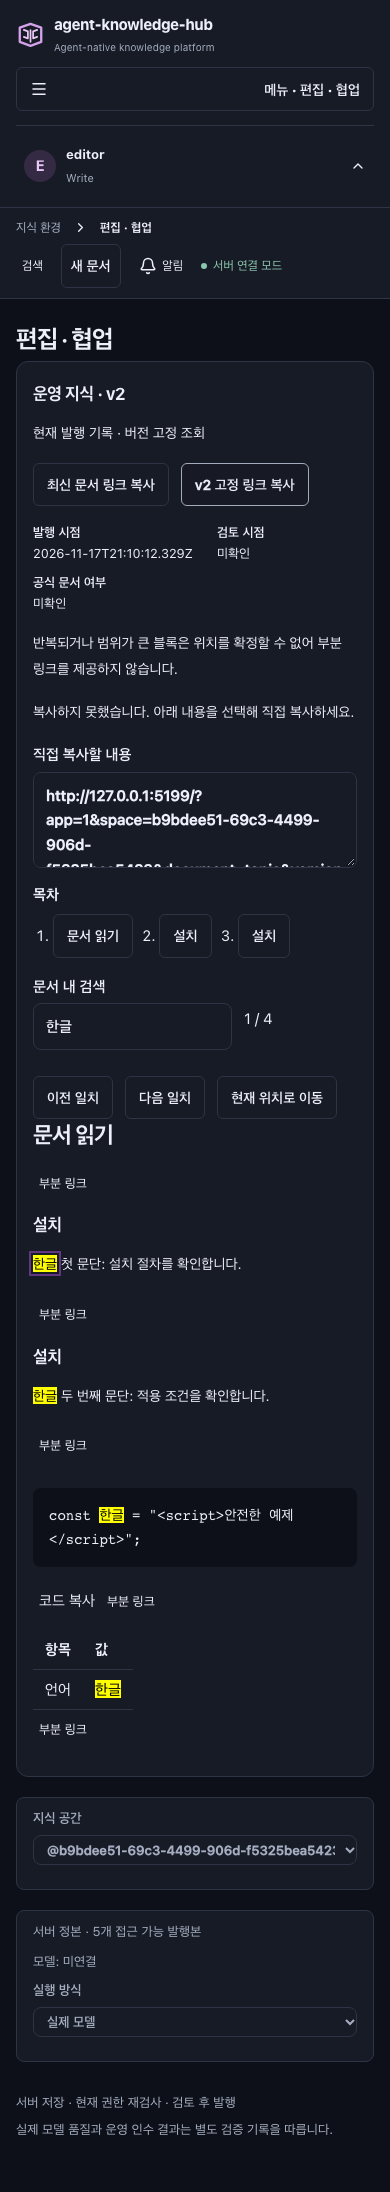 agent-knowledge-hub
Agent-native knowledge platform
메뉴 · 편집 · 협업
E
editor
Write
지식 환경 > 편집 · 협업
검색 새 문서 알림 서버 연결 모드
편집 · 협업
운영 지식 · v2
현재 발행 기록 · 버전 고정 조회
최신 문서 링크 복사 v2 고정 링크 복사
발행 시점 검토 시점
2026-11-17T21:10:12.329Z 미확인
공식 문서 여부
미확인
반복되거나 범위가 큰 블록은 위치를 확정할 수 없어 부분
링크를 제공하지 않습니다.
복사하지 못했습니다. 아래 내용을 선택해 직접 복사하세요.
직접 복사할 내용
http://127.0.0.1:5199/?
app=1&space=b9bdee51-69c3-4499-
906d-
목차
1. 문서 읽기 2. 설치 3. 설치
문서 내 검색
한글 1 / 4
이전 일치 다음 일치 현재 위치로 이동
문서 읽기
부분 링크
설치
한글 첫 문단: 설치 절차를 확인합니다.
부분 링크
설치
한글 두 번째 문단: 적용 조건을 확인합니다.
부분 링크
const 한글 = "<script>안전한 예제
</script>";
코드 복사 부분 링크
항목 값
언어 한글
부분 링크
지식 공간
@b9bdee51-69c3-4499-906d-f5325bea5423
서버 정본 · 5개 접근 가능 발행본
모델: 미연결
실행 방식
실제 모델
서버 저장 · 현재 권한 재검사 · 검토 후 발행
실제 모델 품질과 운영 인수 결과는 별도 검증 기록을 따릅니다.